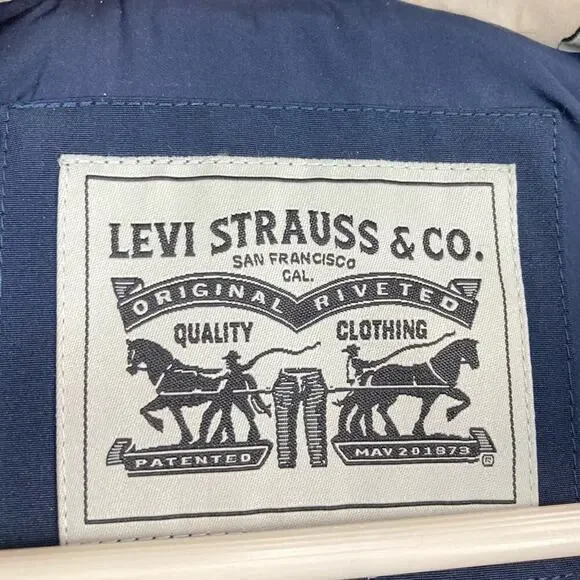 LEVI STRAUSS & CO.
SAN FRANCISCO
CAL.
ORIGINAL RIVETED
QUALITY CLOTHING
PATENTED MAY 20 1873
®